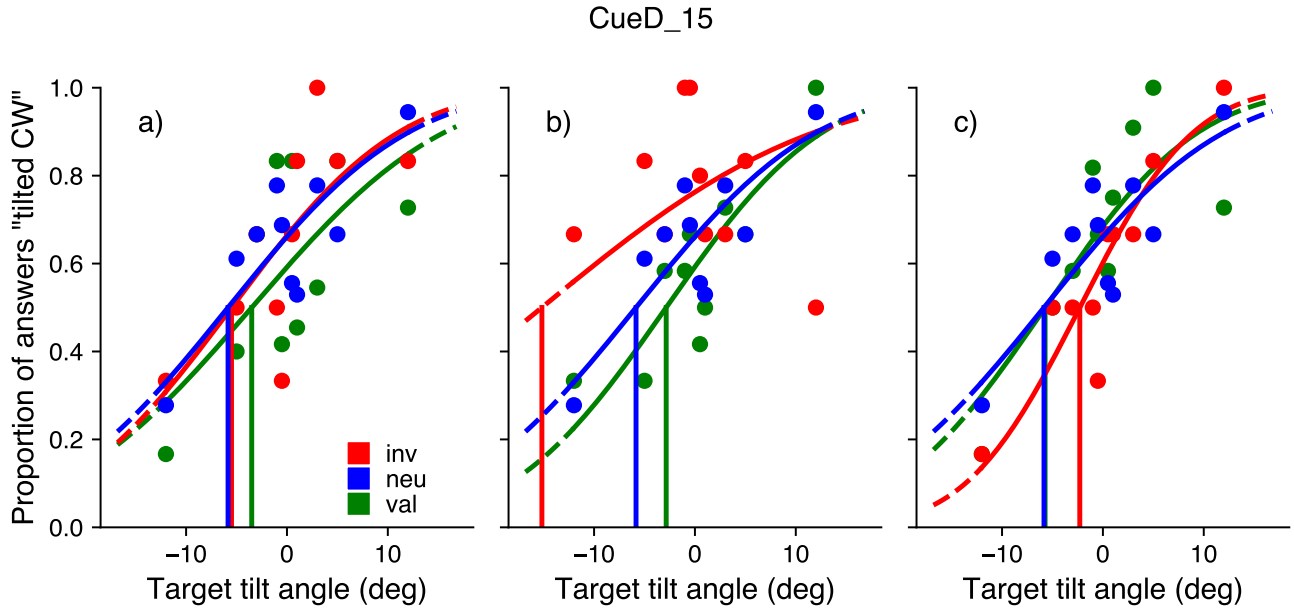 CueD_15
Proportion of answers "tilted CW"
1.0
0.8
0.6
0.4
0.2
0.0
a)
b)
c)
inv
neu
val
−10 0 10
−10 0 10
−10 0 10
Target tilt angle (deg)
Target tilt angle (deg)
Target tilt angle (deg)